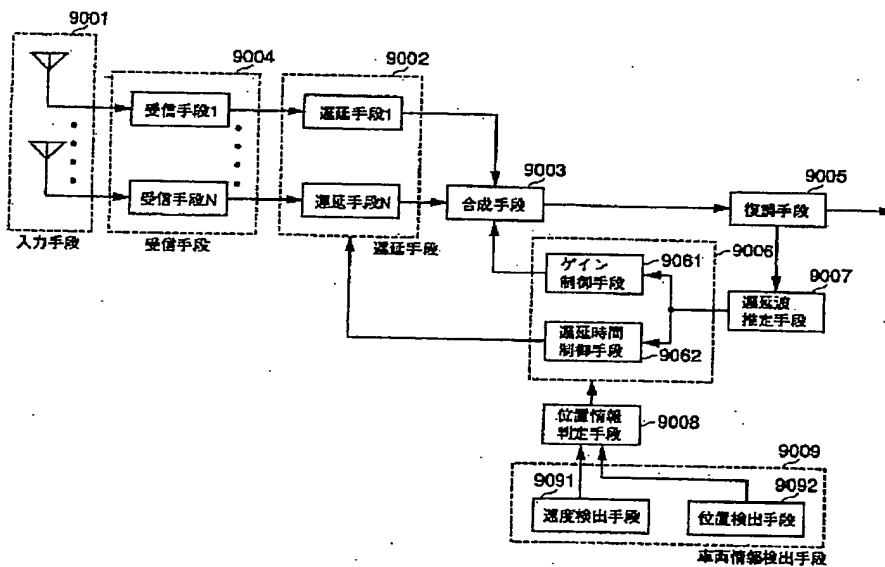 9001
9004
9002
受信手段1
遅延手段1
9003
9005
受信手段N
遅延手段N
合成手段
復調手段
入力手段
受信手段
遅延手段
9006
9061
ゲイン
制御手段
9007
遅延波
推定手段
遅延時間
制御手段
9062
位置情報
判定手段
9008
9009
9091
9092
速度検出手段
位置検出手段
車両情報検出手段